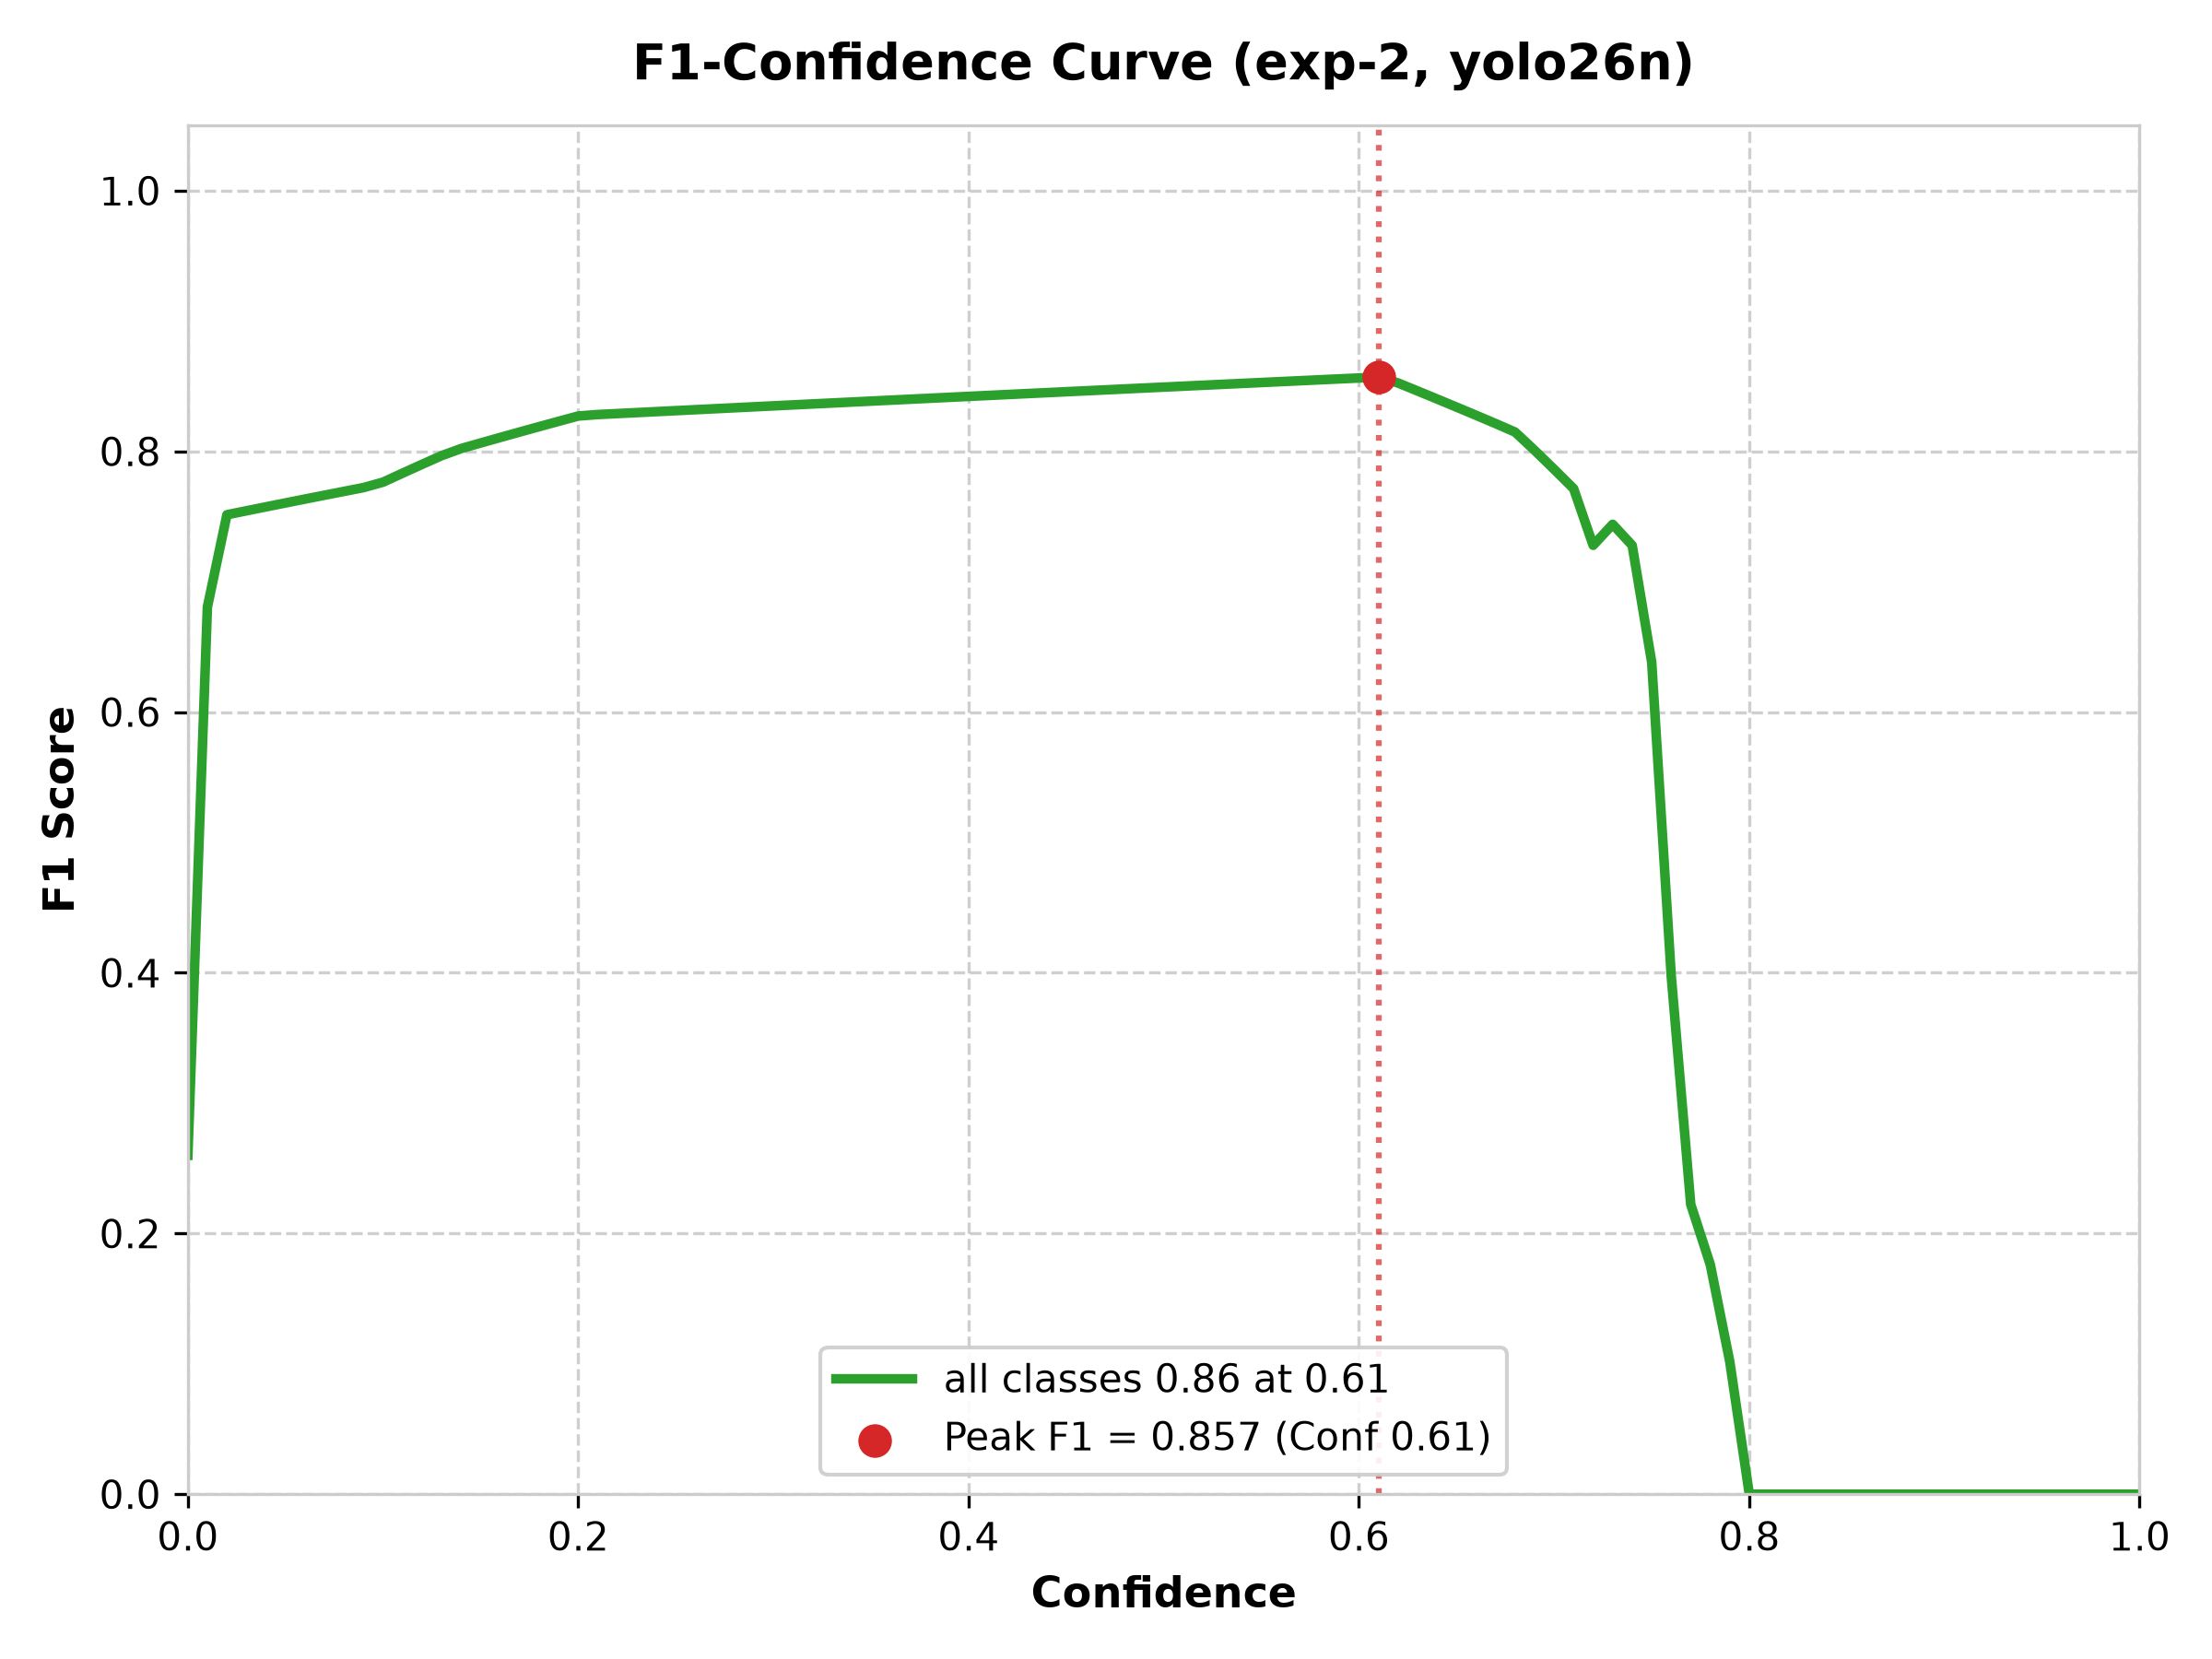 F1-Confidence Curve (exp-2, yolo26n)
1.0
0.8
0.6
0.4
0.2
0.0
F1 Score
all classes 0.86 at 0.61
Peak F1 = 0.857 (Conf 0.61)
0.0 0.2 0.4 0.6 0.8 1.0
Confidence